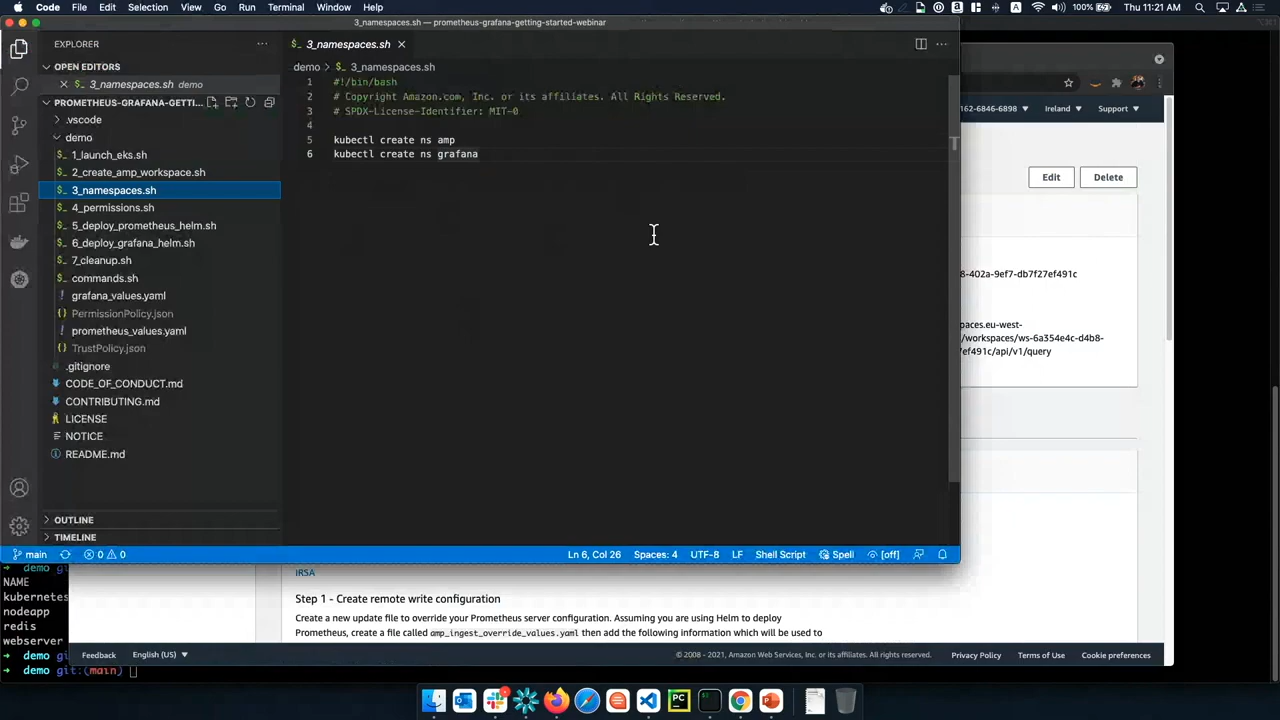 Code File Edit Selection View Go Run Terminal Window Help
100% Thu 11:21 AM
3_namespaces.sh — prometheus-grafana-getting-started-webinar
EXPLORER
OPEN EDITORS
3_namespaces.sh demo
PROMETHEUS-GRAFANA-GETTI...
.vscode
demo
1_launch_eks.sh
2_create_amp_workspace.sh
3_namespaces.sh
4_permissions.sh
5_deploy_prometheus_helm.sh
6_deploy_grafana_helm.sh
7_cleanup.sh
commands.sh
grafana_values.yaml
PermissionPolicy.json
prometheus_values.yaml
TrustPolicy.json
.gitignore
CODE_OF_CONDUCT.md
CONTRIBUTING.md
LICENSE
NOTICE
README.md
OUTLINE
TIMELINE
3_namespaces.sh
demo > 3_namespaces.sh
1 #!/bin/bash
2 # Copyright Amazon.com, Inc. or its affiliates. All Rights Reserved.
3 # SPDX-License-Identifier: MIT-0
4
5 kubectl create ns amp
6 kubectl create ns grafana
main 0 0 Ln 6, Col 26 Spaces: 4 UTF-8 LF Shell Script Spell [off]
162-6846-6898 Ireland Support
Edit Delete
8-402a-9ef7-db7f27ef491c
paces.eu-west-
/workspaces/ws-6a354e4c-d4b8-
7ef491c/api/v1/query
IRSA
Step 1 - Create remote write configuration
Create a new update file to override your Prometheus server configuration. Assuming you are using Helm to deploy
Prometheus, create a file called amp_ingest_override_values.yaml then add the following information which will be used to
Feedback English (US) © 2008 - 2021, Amazon Web Services, Inc. or its affiliates. All rights reserved. Privacy Policy Terms of Use Cookie preferences
demo gi
NAME
kubernetes
nodeapp
redis
webserver
demo gi
demo git:(main)